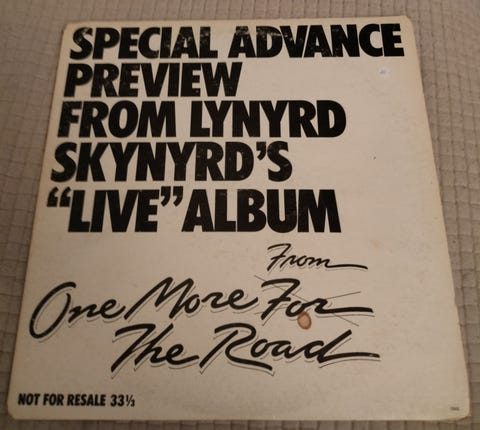 SPECIAL ADVANCE
PREVIEW
FROM LYNYRD
SKYNYRD'S
“LIVE” ALBUM
From
One More For
The Road
NOT FOR RESALE 33⅓